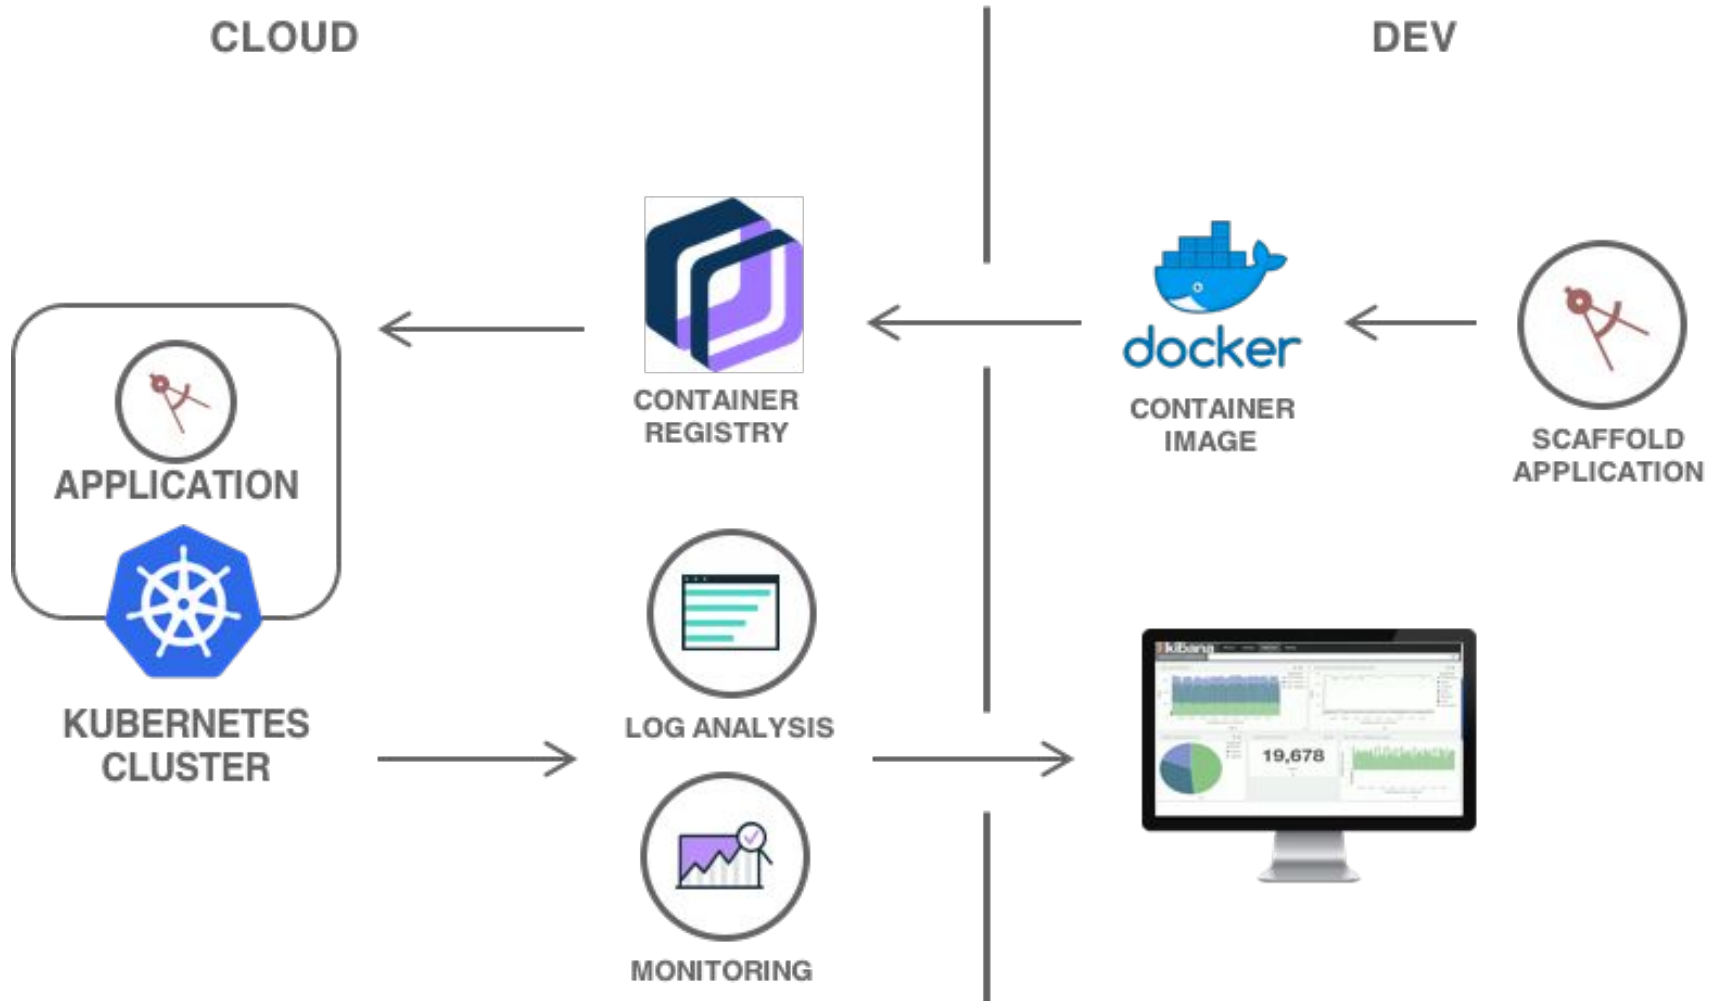 CLOUD
DEV
docker
CONTAINER
REGISTRY
CONTAINER
IMAGE
SCAFFOLD
APPLICATION
APPLICATION
KUBERNETES
CLUSTER
LOG ANALYSIS
MONITORING
kibana
19,678